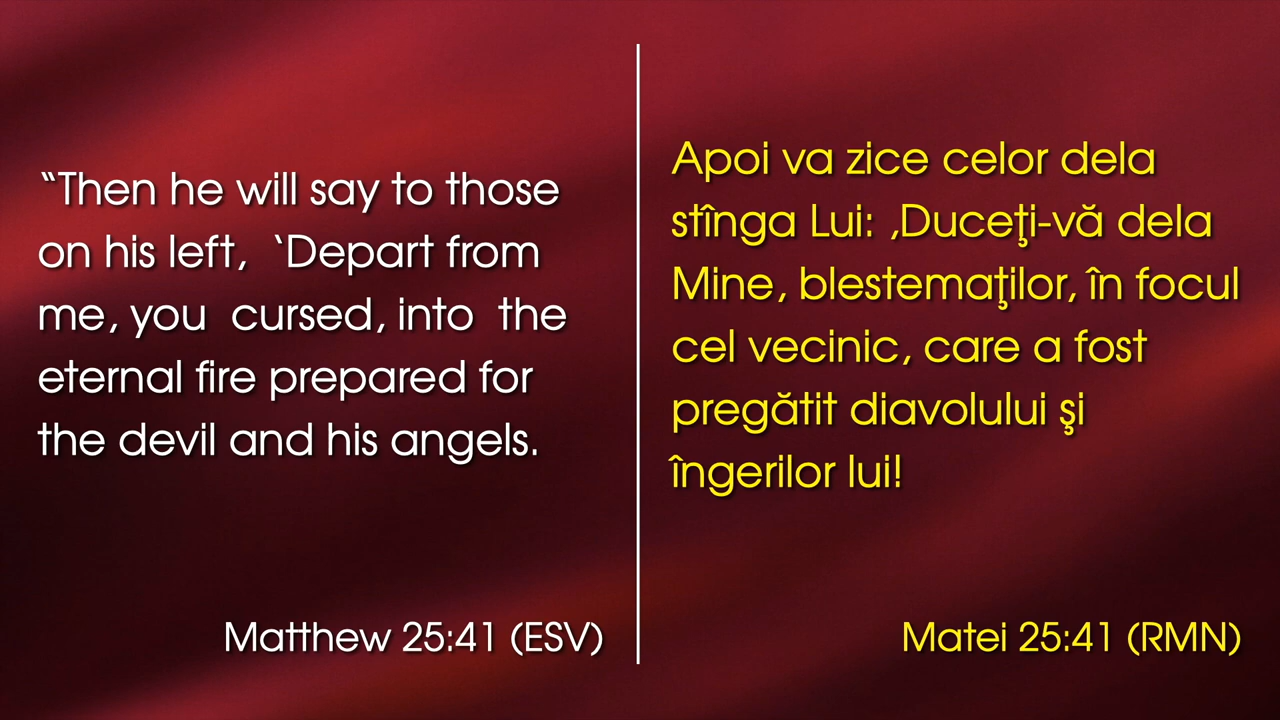 “Then he will say to those
on his left, ‘Depart from
me, you cursed, into the
eternal fire prepared for
the devil and his angels.
Matthew 25:41 (ESV)
Apoi va zice celor dela
stînga Lui: ,Duceţi-vă dela
Mine, blestemaţilor, în focul
cel vecinic, care a fost
pregătit diavolului şi
îngerilor lui!
Matei 25:41 (RMN)